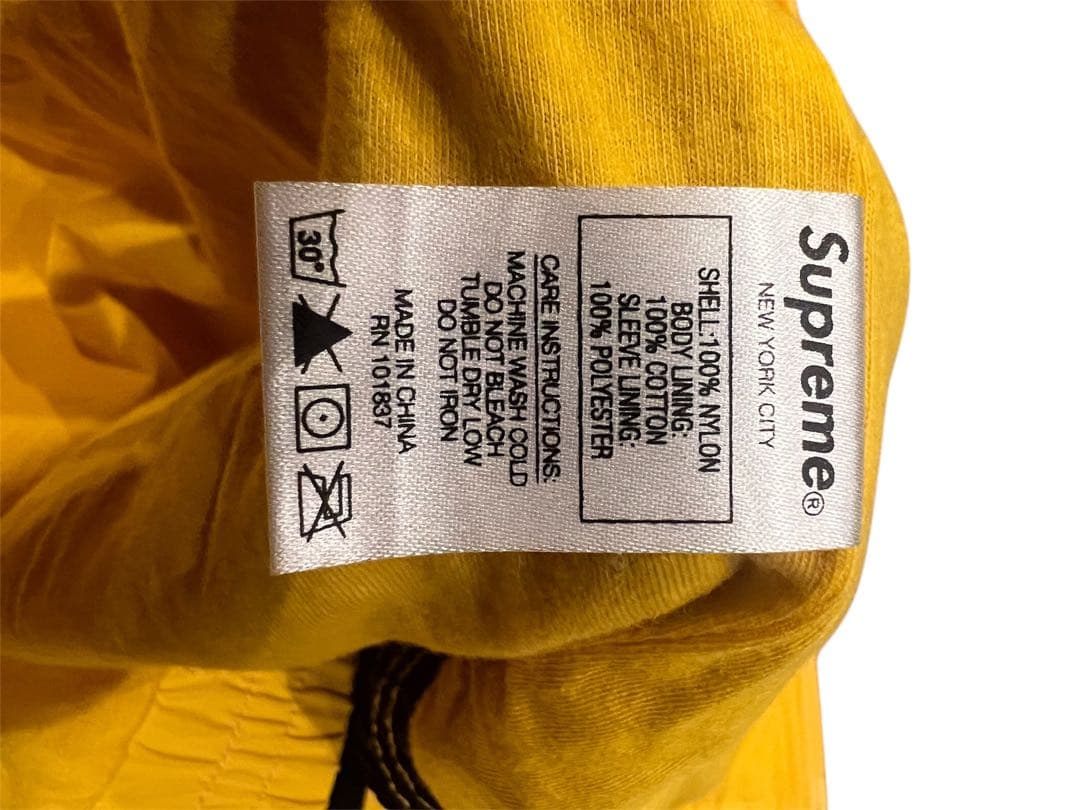 Supreme®
NEW YORK CITY
SHELL:100% NYLON
BODY LINING:
100% COTTON
SLEEVE LINING:
100% POLYESTER
CARE INSTRUCTIONS:
MACHINE WASH COLD
DO NOT BLEACH
TUMBLE DRY LOW
DO NOT IRON
MADE IN CHINA
RN 101837
30°